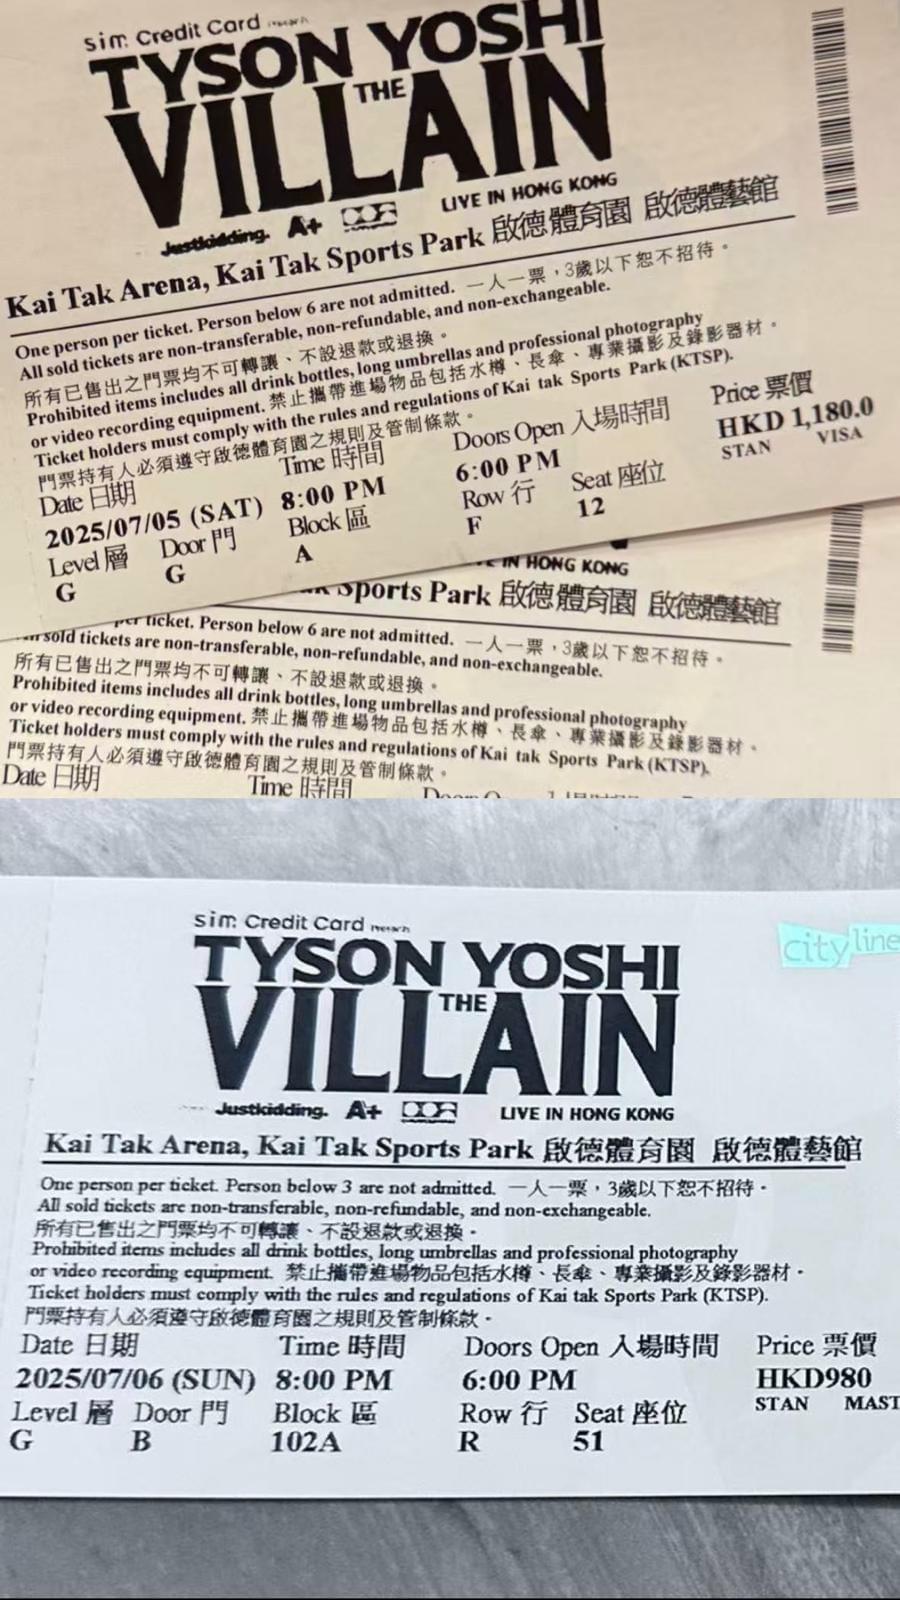 sim Credit Card Presents
TYSON YOSHI
THE
VILLAIN
Justkidding. A+ LIVE IN HONG KONG
Kai Tak Arena, Kai Tak Sports Park 啟德體育園 啟德體藝館
One person per ticket. Person below 6 are not admitted. 一人一票，3歲以下恕不招待。
All sold tickets are non-transferable, non-refundable, and non-exchangeable.
所有已售出之門票均不可轉讓、不設退款或退換。
Prohibited items includes all drink bottles, long umbrellas and professional photography
or video recording equipment. 禁止攜帶進場物品包括水樽、長傘、專業攝影及錄影器材。
Ticket holders must comply with the rules and regulations of Kai tak Sports Park (KTSP).
門票持有人必須遵守啟德體育園之規則及管制條款。
Date 日期 Time 時間 Doors Open 入場時間 Price 票價
2025/07/05 (SAT) 8:00 PM 6:00 PM HKD 1,180.0
STAN VISA
Level 層 Door 門 Block 區 Row 行 Seat 座位
G G A F 12
IN HONG KONG
Sports Park 啟德體育園 啟德體藝館
per ticket. Person below 6 are not admitted. 一人一票，3歲以下恕不招待。
sold tickets are non-transferable, non-refundable, and non-exchangeable.
所有已售出之門票均不可轉讓、不設退款或退換。
Prohibited items includes all drink bottles, long umbrellas and professional photography
or video recording equipment. 禁止攜帶進場物品包括水樽、長傘、專業攝影及錄影器材。
Ticket holders must comply with the rules and regulations of Kai tak Sports Park (KTSP).
門票持有人必須遵守啟德體育園之規則及管制條款。
Date 日期 Time 時間
sim Credit Card Presents
cityline
TYSON YOSHI
THE
VILLAIN
Justkidding. A+ LIVE IN HONG KONG
Kai Tak Arena, Kai Tak Sports Park 啟德體育園 啟德體藝館
One person per ticket. Person below 3 are not admitted. 一人一票，3歲以下恕不招待。
All sold tickets are non-transferable, non-refundable, and non-exchangeable.
所有已售出之門票均不可轉讓、不設退款或退換。
Prohibited items includes all drink bottles, long umbrellas and professional photography
or video recording equipment. 禁止攜帶進場物品包括水樽、長傘、專業攝影及錄影器材。
Ticket holders must comply with the rules and regulations of Kai tak Sports Park (KTSP).
門票持有人必須遵守啟德體育園之規則及管制條款。
Date 日期 Time 時間 Doors Open 入場時間 Price 票價
2025/07/06 (SUN) 8:00 PM 6:00 PM HKD980
STAN MAST
Level 層 Door 門 Block 區 Row 行 Seat 座位
G B 102A R 51